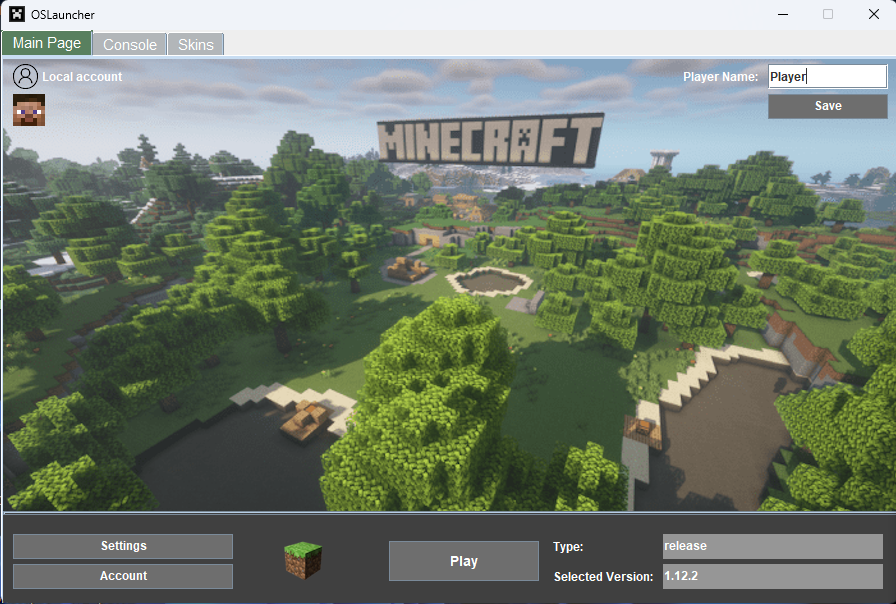 OSLauncher
Main Page Console Skins
Local account Player Name: Player
Save
MINECRAFT
Settings Play Type: release
Account Selected Version: 1.12.2